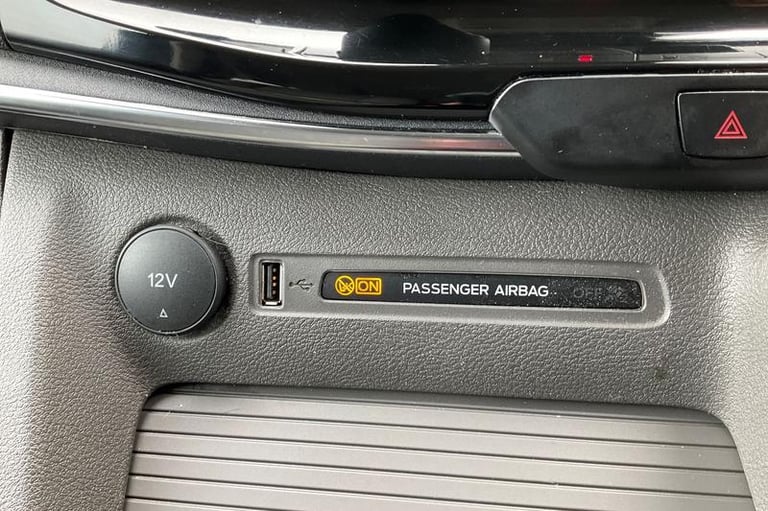 12V
ON PASSENGER AIRBAG OFF